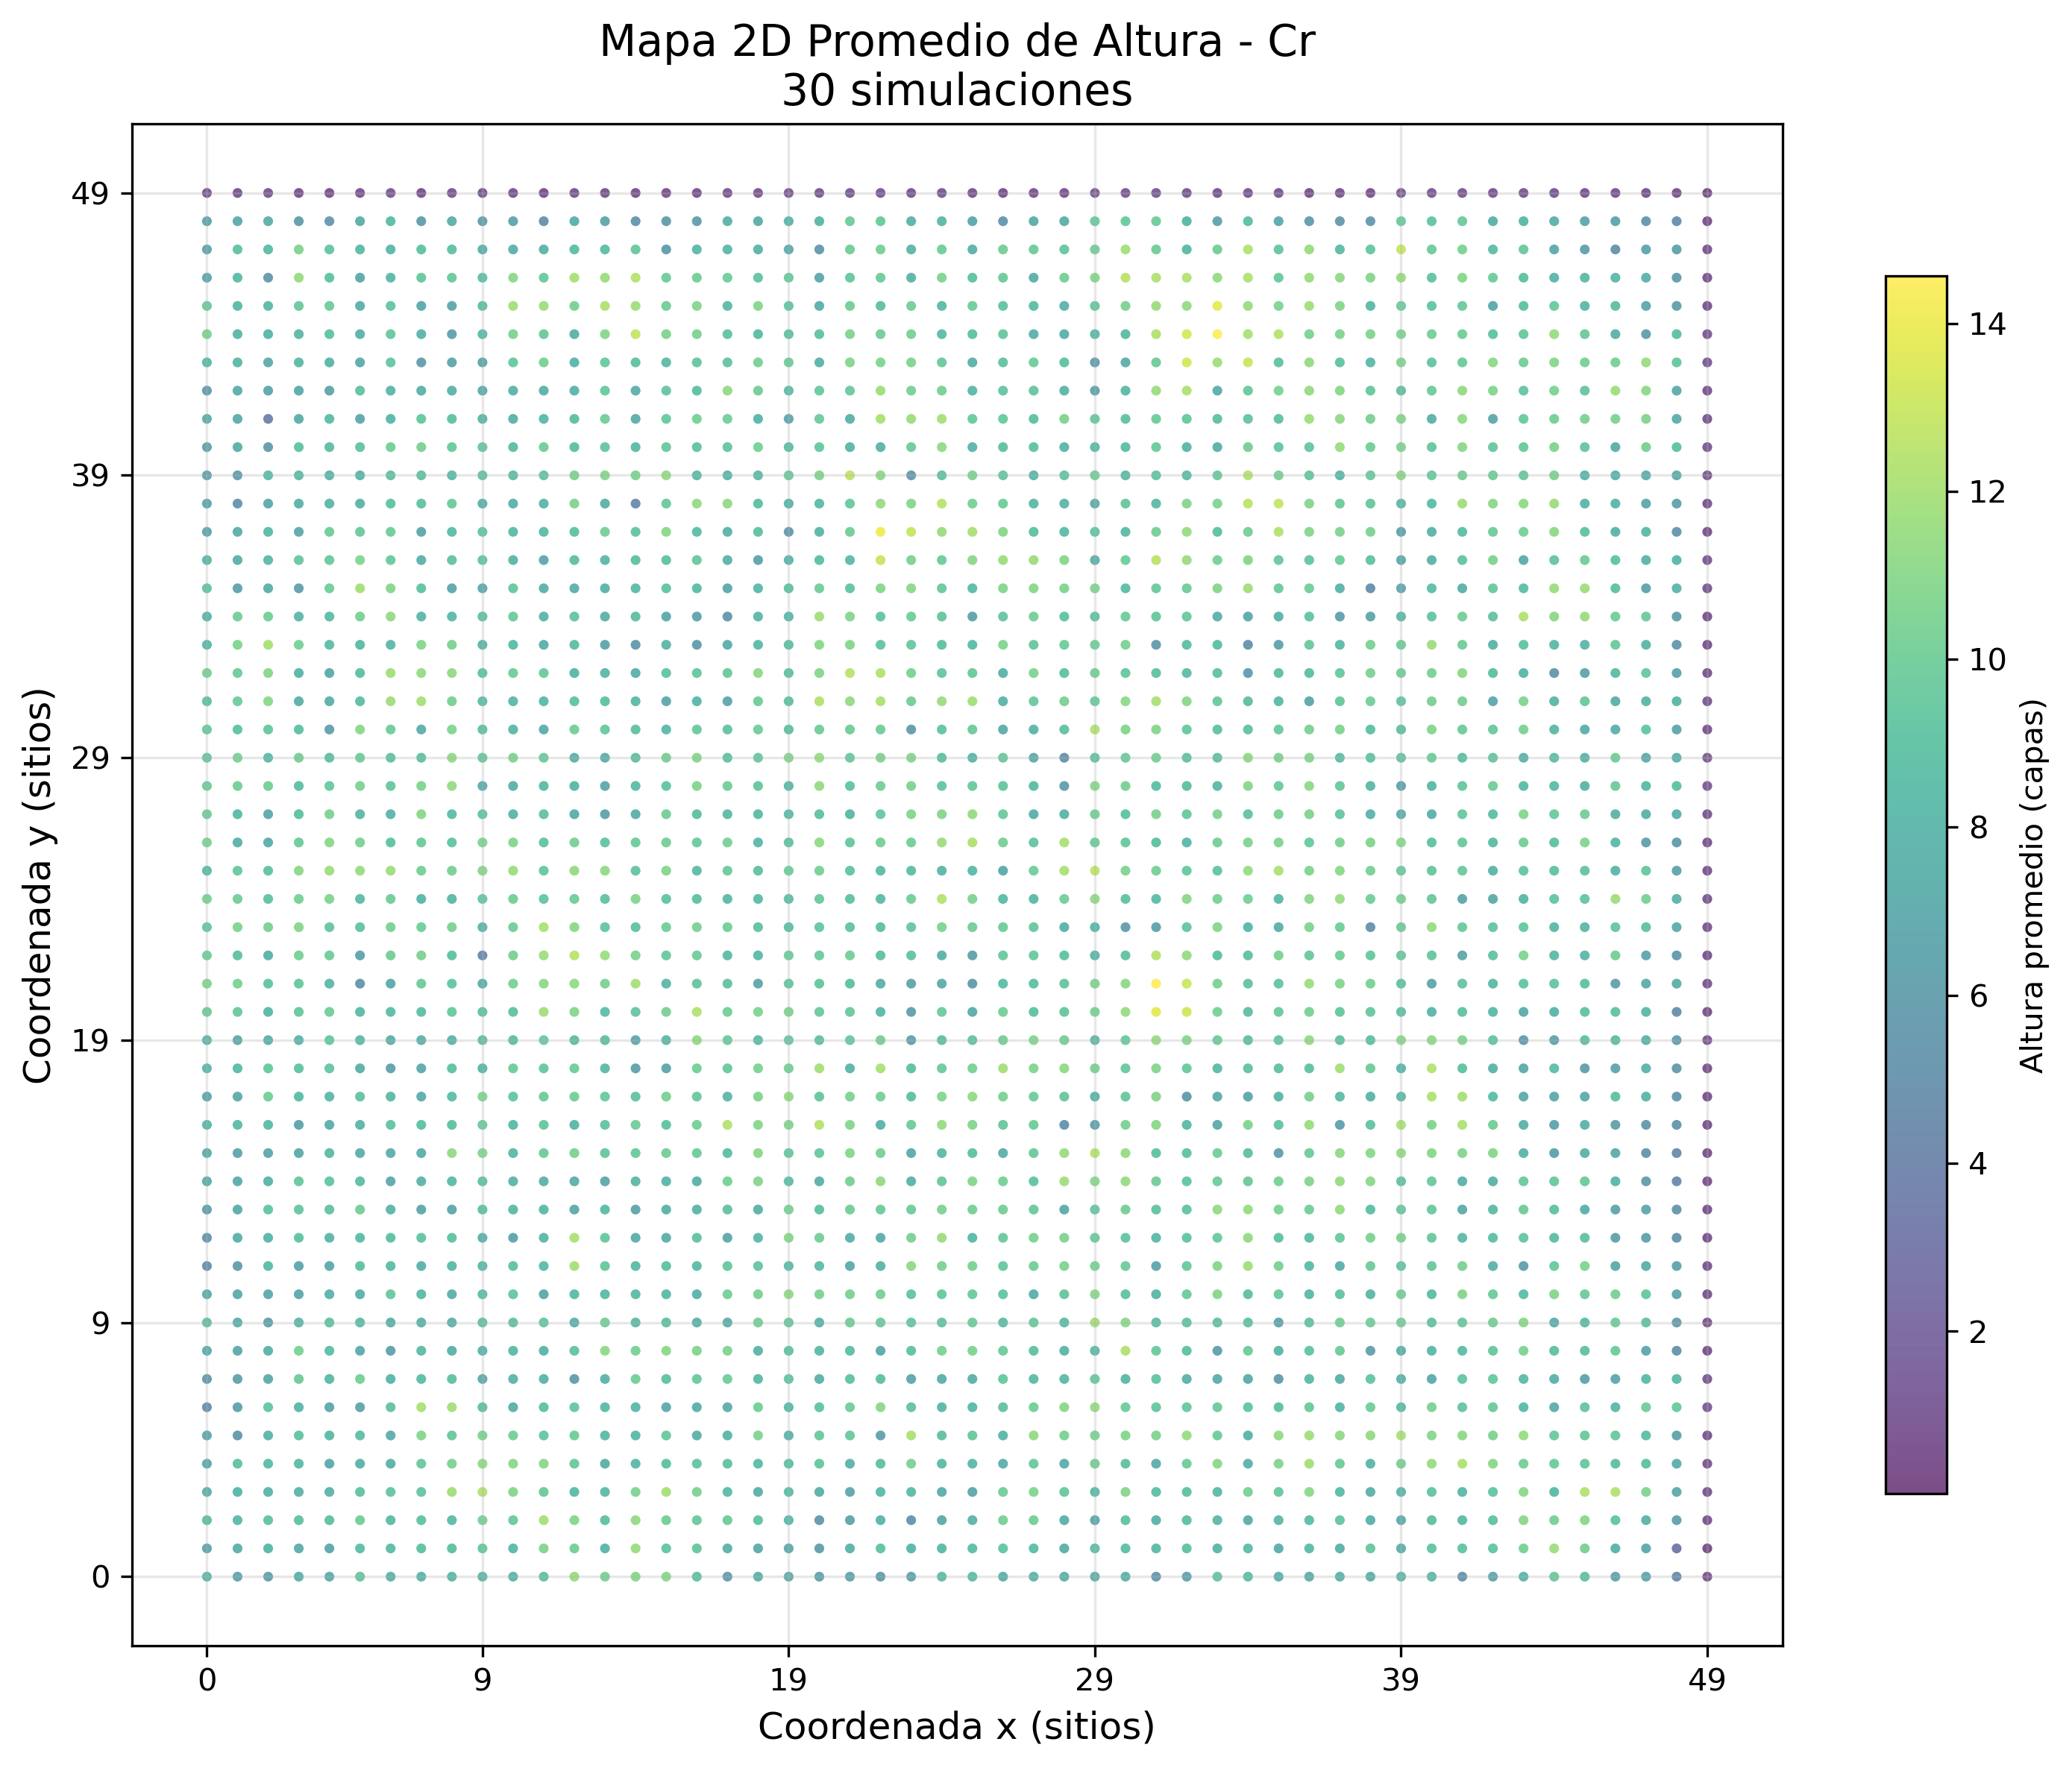 Mapa 2D Promedio de Altura - Cr
30 simulaciones
49
39
29
19
9
0
Coordenada y (sitios)
0 9 19 29 39 49
Coordenada x (sitios)
14
12
10
8
6
4
2
Altura promedio (capas)